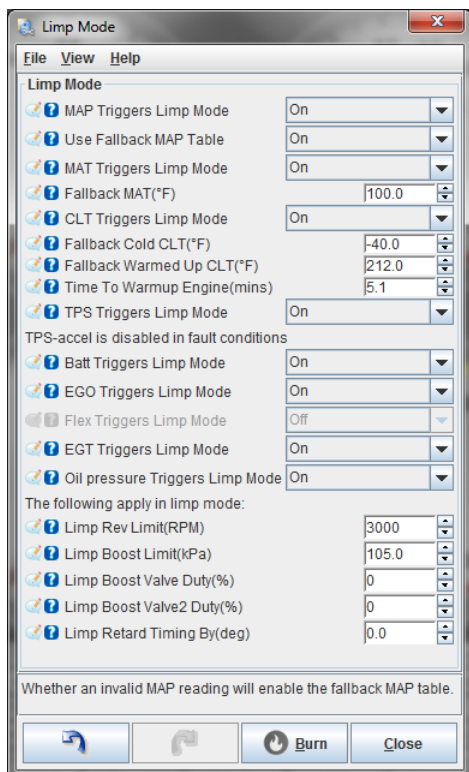 Limp Mode
File View Help
Limp Mode
MAP Triggers Limp Mode On
Use Fallback MAP Table On
MAT Triggers Limp Mode On
Fallback MAT(°F) 100.0
CLT Triggers Limp Mode On
Fallback Cold CLT(°F) -40.0
Fallback Warmed Up CLT(°F) 212.0
Time To Warmup Engine(mins) 5.1
TPS Triggers Limp Mode On
TPS-accel is disabled in fault conditions
Batt Triggers Limp Mode On
EGO Triggers Limp Mode On
Flex Triggers Limp Mode Off
EGT Triggers Limp Mode On
Oil pressure Triggers Limp Mode On
The following apply in limp mode:
Limp Rev Limit(RPM) 3000
Limp Boost Limit(kPa) 105.0
Limp Boost Valve Duty(%) 0
Limp Boost Valve2 Duty(%) 0
Limp Retard Timing By(deg) 0.0
Whether an invalid MAP reading will enable the fallback MAP table.
Burn Close